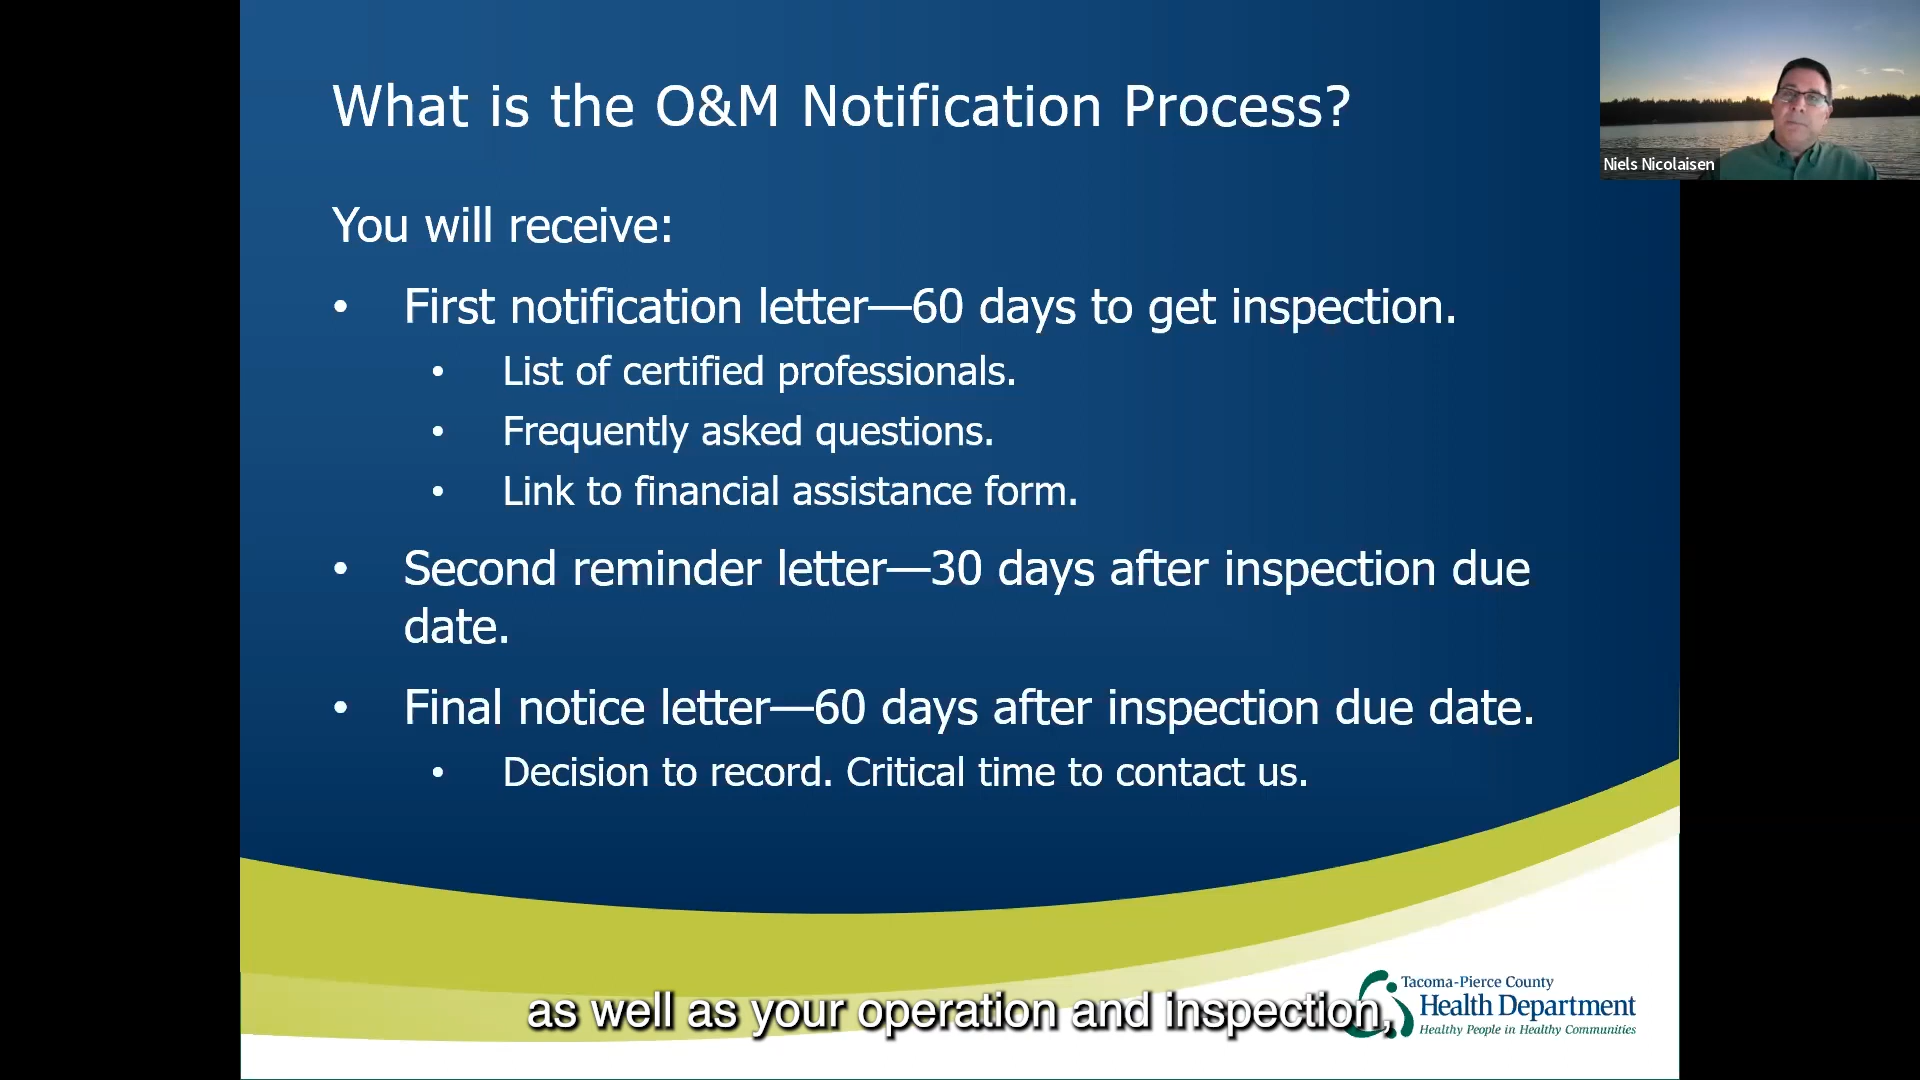 What is the O&M Notification Process?
Niels Nicolaisen
You will receive:
• First notification letter—60 days to get inspection.
• List of certified professionals.
• Frequently asked questions.
• Link to financial assistance form.
• Second reminder letter—30 days after inspection due
date.
• Final notice letter—60 days after inspection due date.
• Decision to record. Critical time to contact us.
Tacoma-Pierce County
Health Department
Healthy People in Healthy Communities
as well as your operation and inspection,